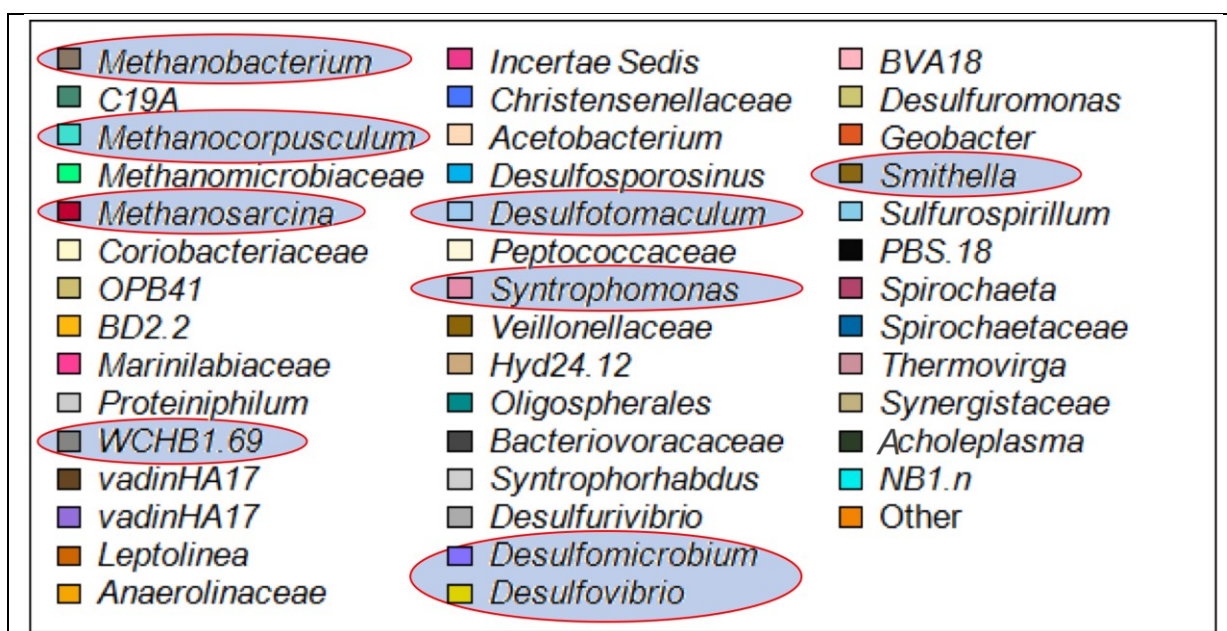 Methanobacterium
C19A
Methanocorpusculum
Methanomicrobiaceae
Methanosarcina
Coriobacteriaceae
OPB41
BD2.2
Marinilabiaceae
Proteiniphilum
WCHB1.69
vadinHA17
vadinHA17
Leptolinea
Anaerolinaceae
Incertae Sedis
Christensenellaceae
Acetobacterium
Desulfosporosinus
Desulfotomaculum
Peptococcaceae
Syntrophomonas
Veillonellaceae
Hyd24.12
Oligospherales
Bacteriovoracaceae
Syntrophorhabdus
Desulfurivibrio
Desulfomicrobium
Desulfovibrio
BVA18
Desulfuromonas
Geobacter
Smithella
Sulfurospirillum
PBS.18
Spirochaeta
Spirochaetaceae
Thermovirga
Synergistaceae
Acholeplasma
NB1.n
Other